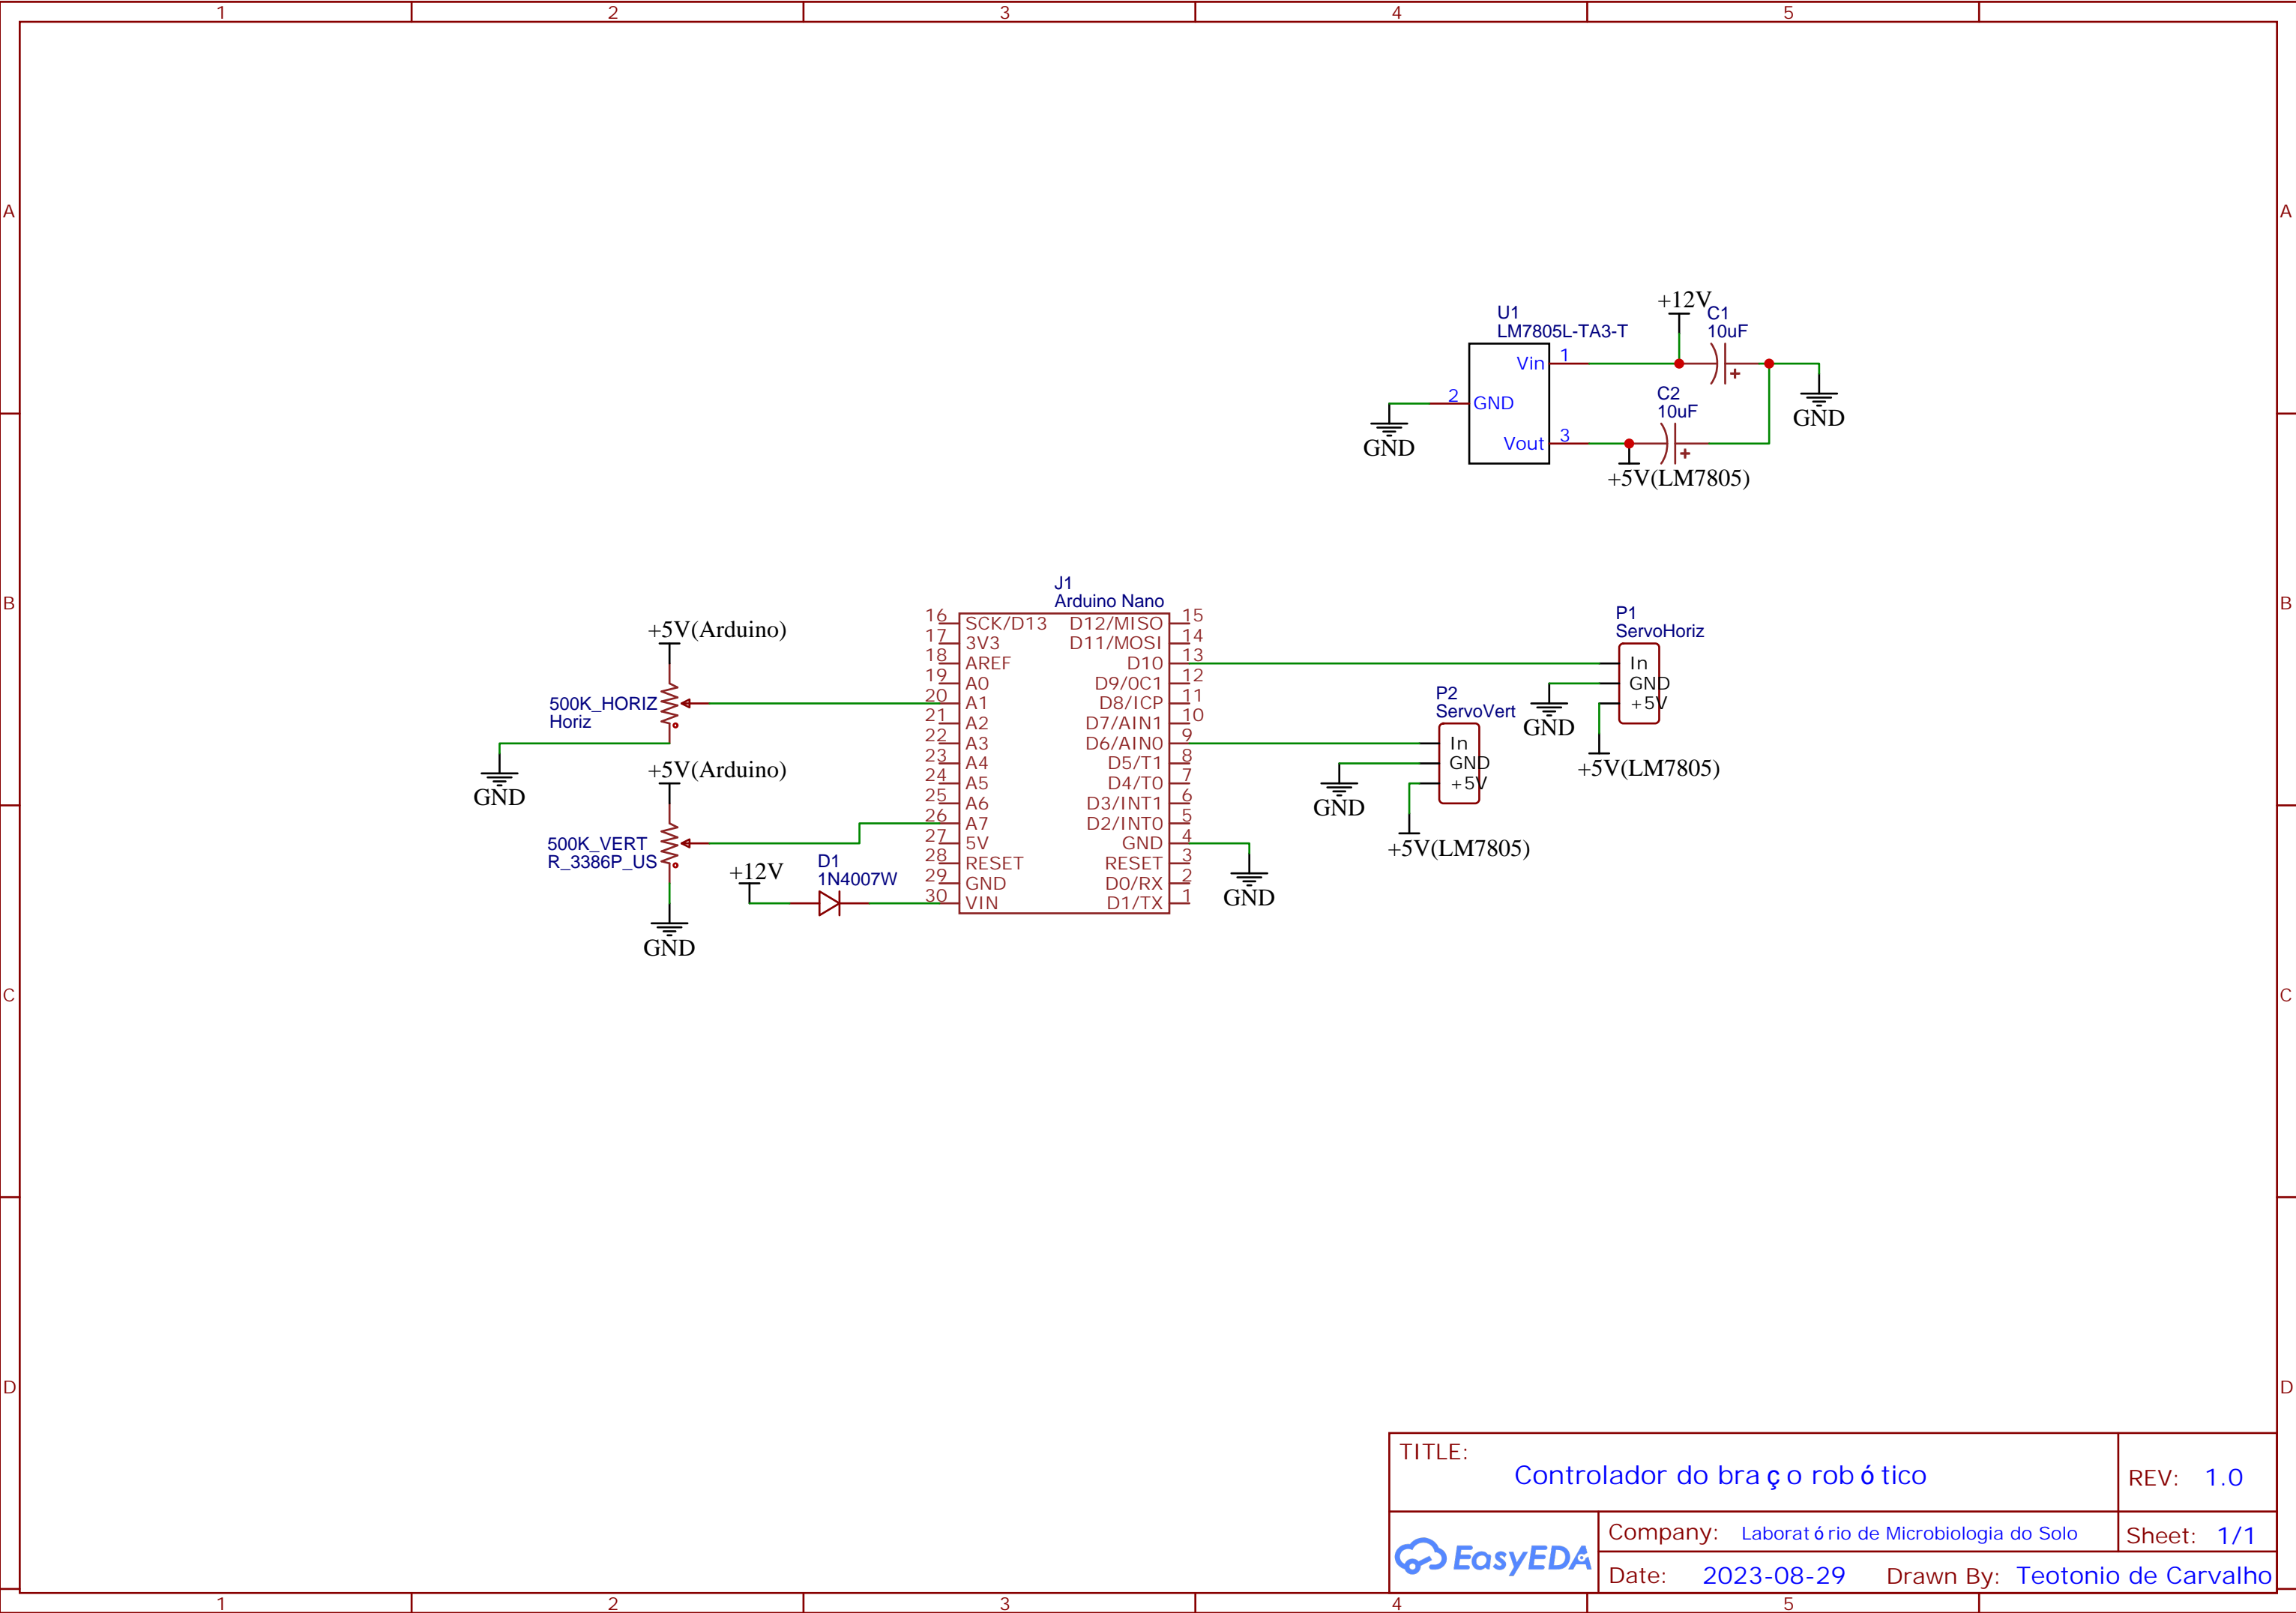 1 2 3 4 5
A A
+12V
U1 C1
LM7805L-TA3-T 10uF
Vin 1
+
C2
10uF
2 GND
GND
GND
Vout 3
+
+5V(LM7805)
J1
Arduino Nano
B B
16 SCK/D13 D12/MISO 15
17 3V3 D11/MOSI 14
18 AREF D10 13
19 A0 D9/0C1 12
20 A1 D8/ICP 11
21 A2 D7/AIN1 10
22 A3 D6/AIN0 9
23 A4 D5/T1 8
24 A5 D4/T0 7
25 A6 D3/INT1 6
26 A7 D2/INT0 5
27 5V GND 4
28 RESET RESET 3
29 GND D0/RX 2
30 VIN D1/TX 1
+5V(Arduino)
500K_HORIZ
Horiz
GND
+5V(Arduino)
500K_VERT
R_3386P_US
GND
+12V
D1
1N4007W
GND
P1
ServoHoriz
In
GND
+5V
GND
+5V(LM7805)
P2
ServoVert
In
GND
+5V
GND
+5V(LM7805)
C C
D D
TITLE:
Controlador do braço robótico
REV: 1.0
EasyEDA
Company: Laboratório de Microbiologia do Solo
Sheet: 1/1
Date: 2023-08-29 Drawn By: Teotonio de Carvalho
1 2 3 4 5